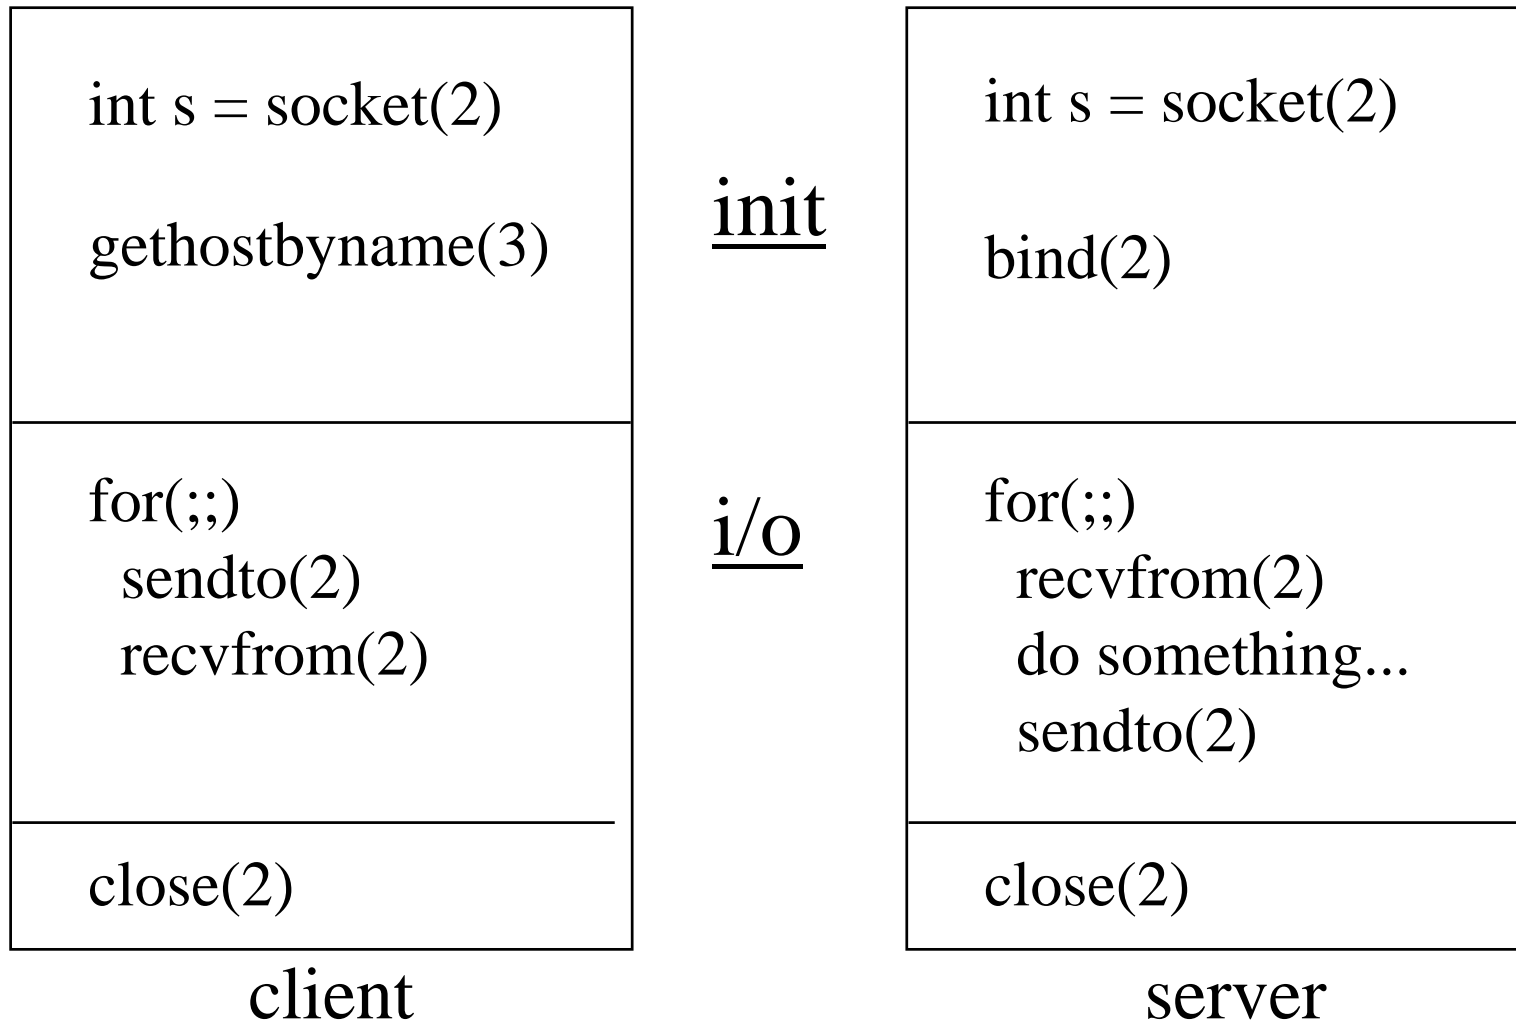 int s = socket(2)
gethostbyname(3)
for(;;)
sendto(2)
recvfrom(2)
close(2)
client
init
i/o
int s = socket(2)
bind(2)
for(;;)
recvfrom(2)
do something...
sendto(2)
close(2)
server